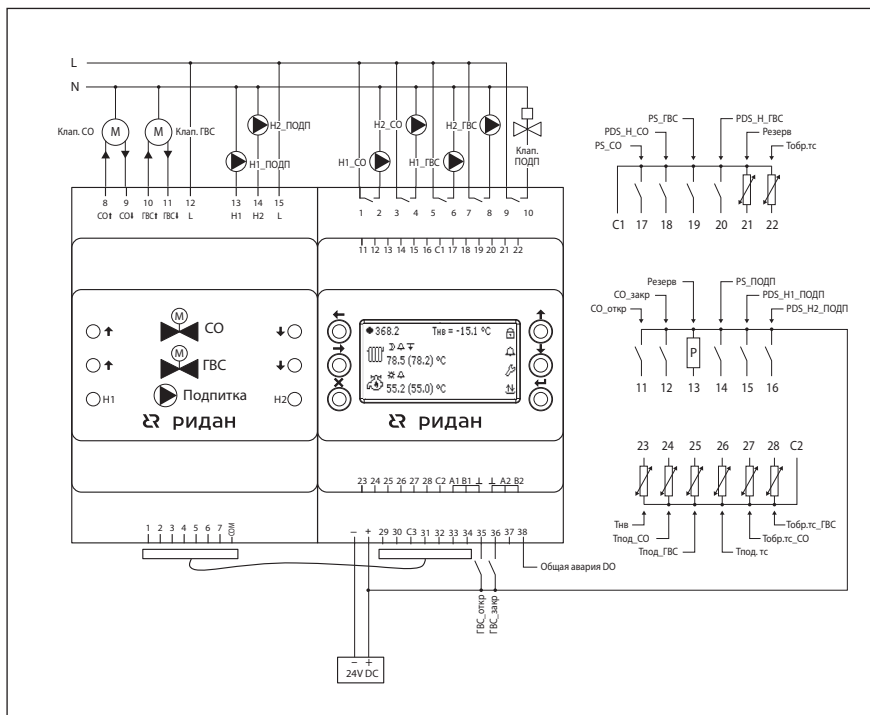 L
N
Клап. СО
M
M
Клап. ГВС
Н2_ПОДП
Н1_ПОДП
Н2_СО
Н2_ГВС
Н1_СО
Н1_ГВС
Клап.
ПОДП
8 9 10 11 12 13 14 15
СО⬆ СО⬇ ГВС⬆ ГВС⬇ L Н1 Н2 L
1 2 3 4 5 6 7 8 9 10
11 12 13 14 15 16 C1 17 18 19 20 21 22
PS_ГВС
PDS_Н_ГВС
PDS_Н_СО
Резерв
PS_СО
Тобр.тс
C1 17 18 19 20 21 22
M
СО
M
ГВС
Н1
Подпитка
Н2
ридан
368.2 Тнв = -15.1 ºC
78.5 (78.2) ºC
55.2 (55.0) ºC
ридан
Резерв
PS_ПОДП
СО_закр
PDS_Н1_ПОДП
СО_откр
PDS_Н2_ПОДП
P
11 12 13 14 15 16
23 24 25 26 27 28 C2
Тнв
Тобр.тс_ГВС
Тпод_СО
Тобр.тс_СО
Тпод_ГВС
Тпод. тс
23 24 25 26 27 28 C2 A1 B1 ⊥ ⊥ A2 B2
1 2 3 4 5 6 7 COM
– + 29 30 C3 31 32 33 34 35 36 37 38
Общая авария DO
ГВС_откр
ГВС_закр
– +
24V DC